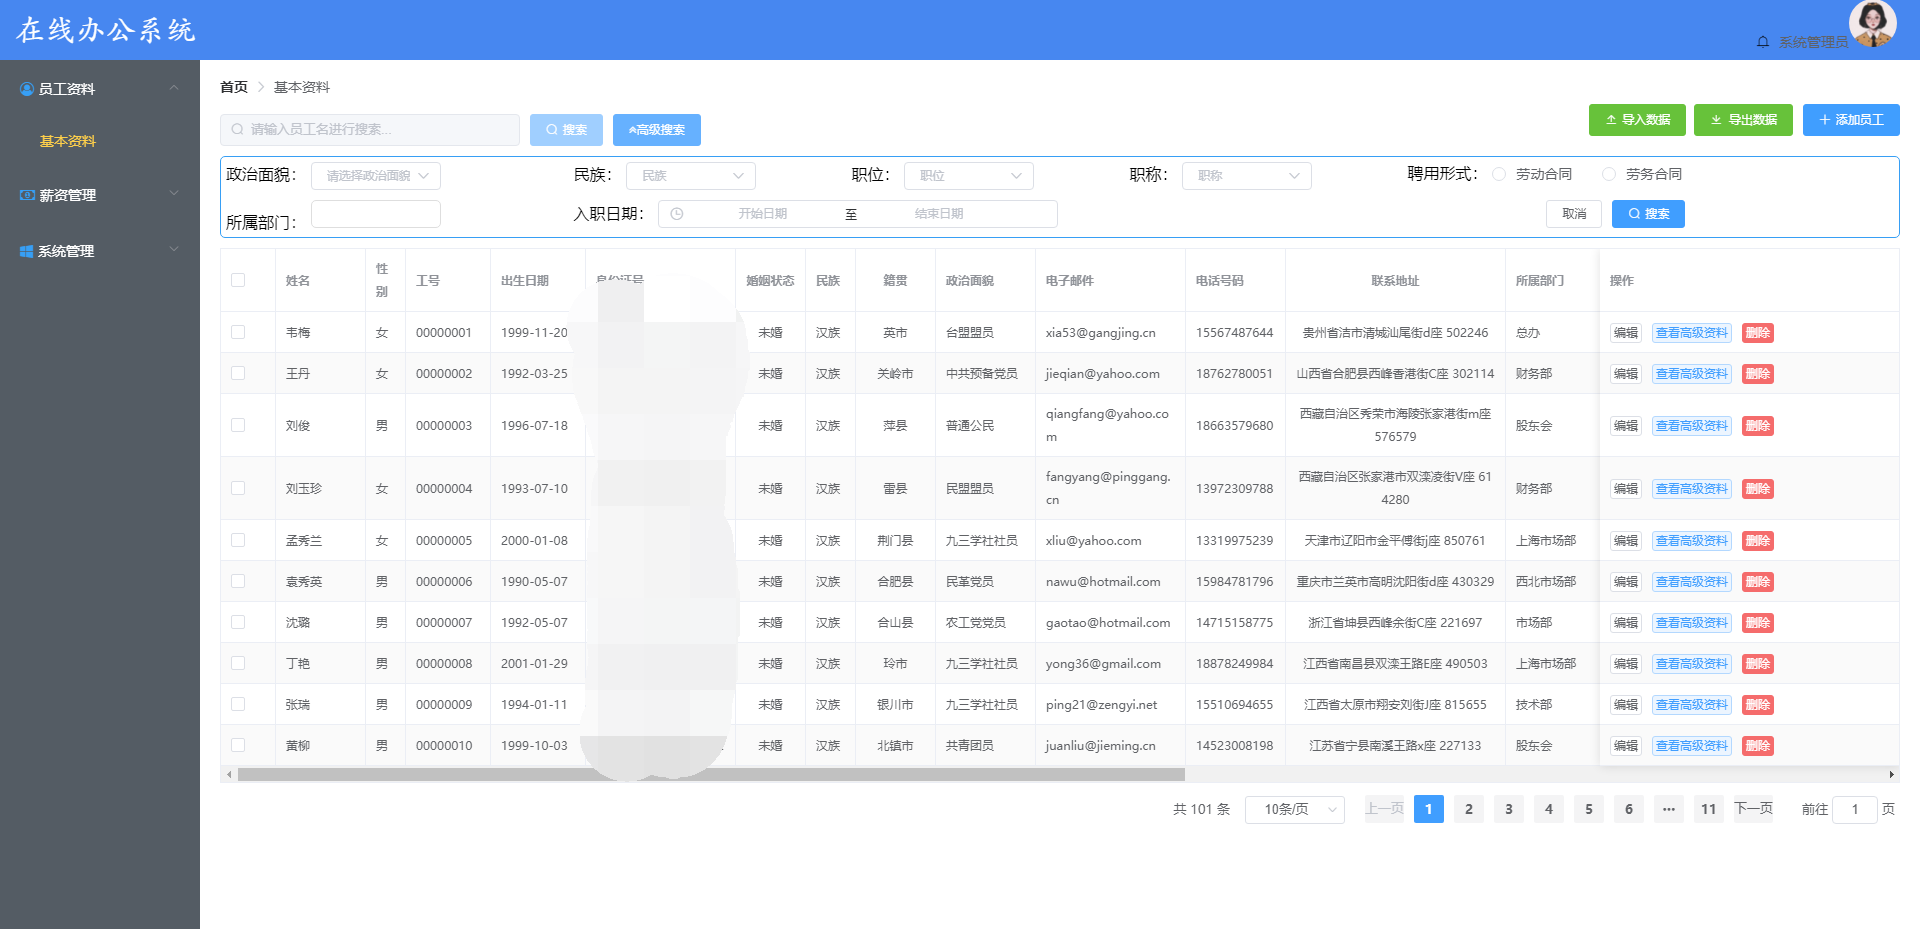 在线办公系统
系统管理员
员工资料
基本资料
薪资管理
系统管理
首页 基本资料
请输入员工名进行搜索... 搜索 高级搜索 导入数据 导出数据 添加员工
政治面貌： 请选择政治面貌 民族： 民族 职位： 职位 职称： 职称 聘用形式： 劳动合同 劳务合同
所属部门： 入职日期： 开始日期 至 结束日期 取消 搜索
姓名 性别 工号 出生日期 身份证号 婚姻状态 民族 籍贯 政治面貌 电子邮件 电话号码 联系地址 所属部门 操作
韦梅 女 00000001 1999-11-20 未婚 汉族 英市 台盟盟员 xia53@gangjing.cn 15567487644 贵州省洁市清城汕尾街d座 502246 总办 编辑 查看高级资料 删除
王丹 女 00000002 1992-03-25 未婚 汉族 关岭市 中共预备党员 jieqian@yahoo.com 18762780051 山西省合肥县西峰香港街C座 302114 财务部 编辑 查看高级资料 删除
刘俊 男 00000003 1996-07-18 未婚 汉族 萍县 普通公民 qiangfang@yahoo.com 18663579680 西藏自治区秀荣市海陵张家港街m座 576579 股东会 编辑 查看高级资料 删除
刘玉珍 女 00000004 1993-07-10 未婚 汉族 雷县 民盟盟员 fangyang@pinggang.cn 13972309788 西藏自治区张家港市双滦凌街V座 614280 财务部 编辑 查看高级资料 删除
孟秀兰 女 00000005 2000-01-08 未婚 汉族 荆门县 九三学社社员 xliu@yahoo.com 13319975239 天津市辽阳市金平傅街j座 850761 上海市场部 编辑 查看高级资料 删除
袁秀英 男 00000006 1990-05-07 未婚 汉族 合肥县 民革党员 nawu@hotmail.com 15984781796 重庆市兰英市高明沈阳街d座 430329 西北市场部 编辑 查看高级资料 删除
沈璐 男 00000007 1992-05-07 未婚 汉族 合山县 农工党党员 gaotao@hotmail.com 14715158775 浙江省坤县西峰余街C座 221697 市场部 编辑 查看高级资料 删除
丁艳 男 00000008 2001-01-29 未婚 汉族 玲市 九三学社社员 yong36@gmail.com 18878249984 江西省南昌县双滦王路E座 490503 上海市场部 编辑 查看高级资料 删除
张瑞 男 00000009 1994-01-11 未婚 汉族 银川市 九三学社社员 ping21@zengyi.net 15510694655 江西省太原市翔安刘街J座 815655 技术部 编辑 查看高级资料 删除
黄柳 男 00000010 1999-10-03 未婚 汉族 北镇市 共青团员 juanliu@jieming.cn 14523008198 江苏省宁县南溪王路x座 227133 股东会 编辑 查看高级资料 删除
共 101 条 10条/页 上一页 1 2 3 4 5 6 ··· 11 下一页 前往 1 页